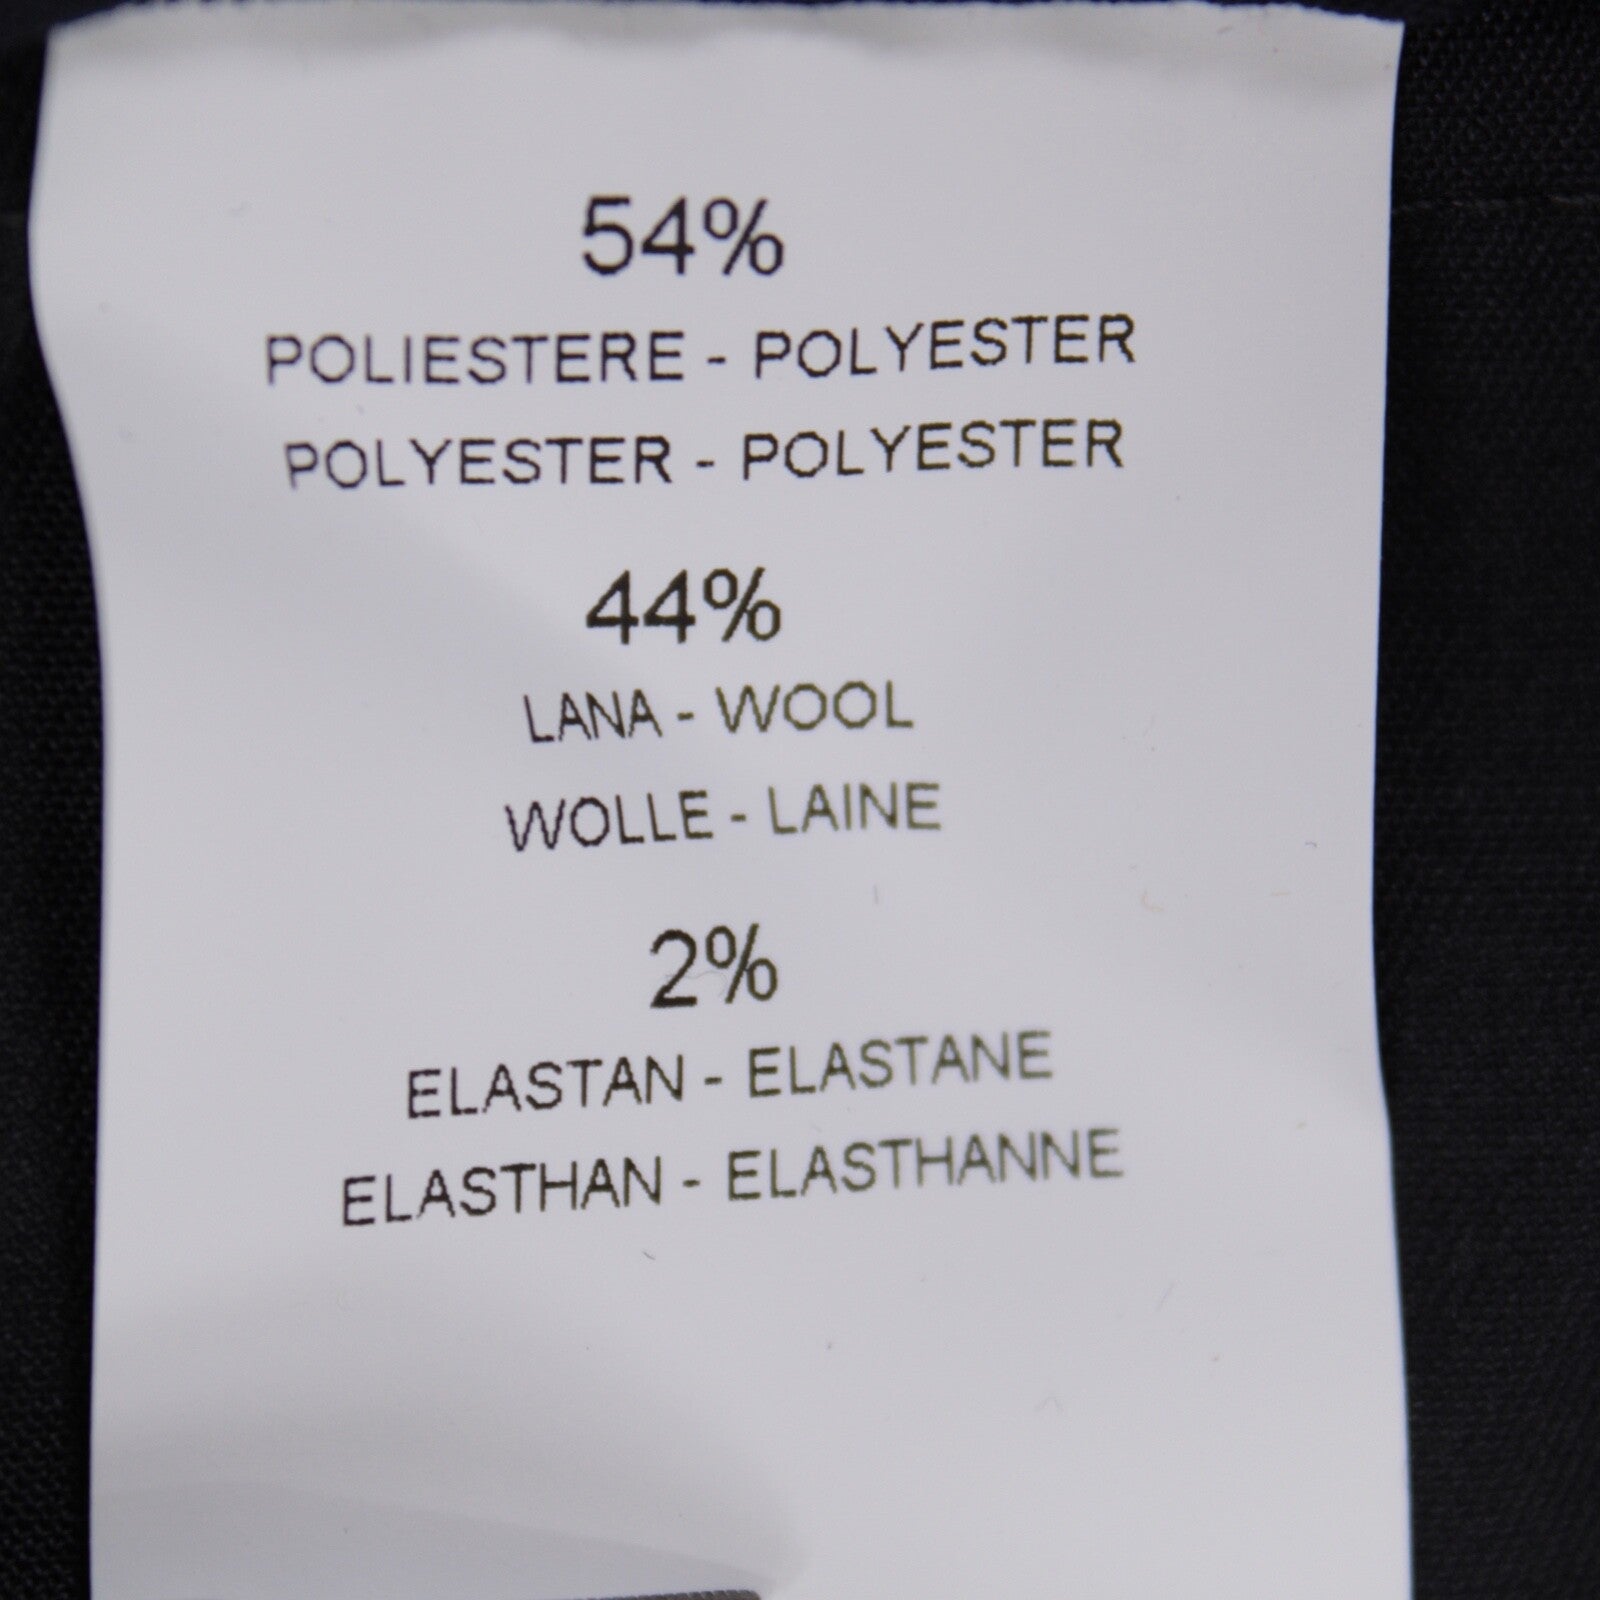 54%
POLIESTERE - POLYESTER
POLYESTER - POLYESTER
44%
LANA - WOOL
WOLLE - LAINE
2%
ELASTAN - ELASTANE
ELASTHAN - ELASTHANNE